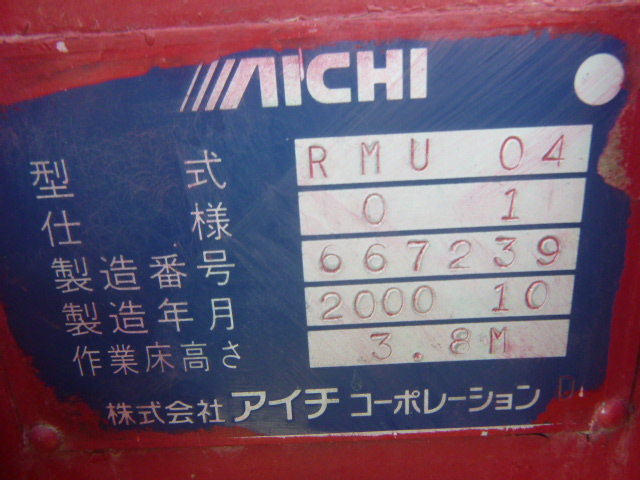 AICHI
型式 RMU 04
仕様 0 1
製造番号 667239
製造年月 2000 10
作業床高さ 3.8M
株式会社 アイチ コーポレーション D